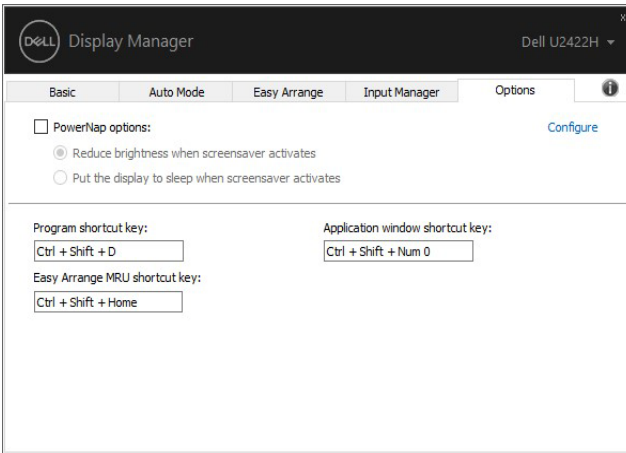 DELL Display Manager
x
Dell U2422H
Basic Auto Mode Easy Arrange Input Manager Options i
PowerNap options: Configure
Reduce brightness when screensaver activates
Put the display to sleep when screensaver activates
Program shortcut key: Application window shortcut key:
Ctrl + Shift + D Ctrl + Shift + Num 0
Easy Arrange MRU shortcut key:
Ctrl + Shift + Home